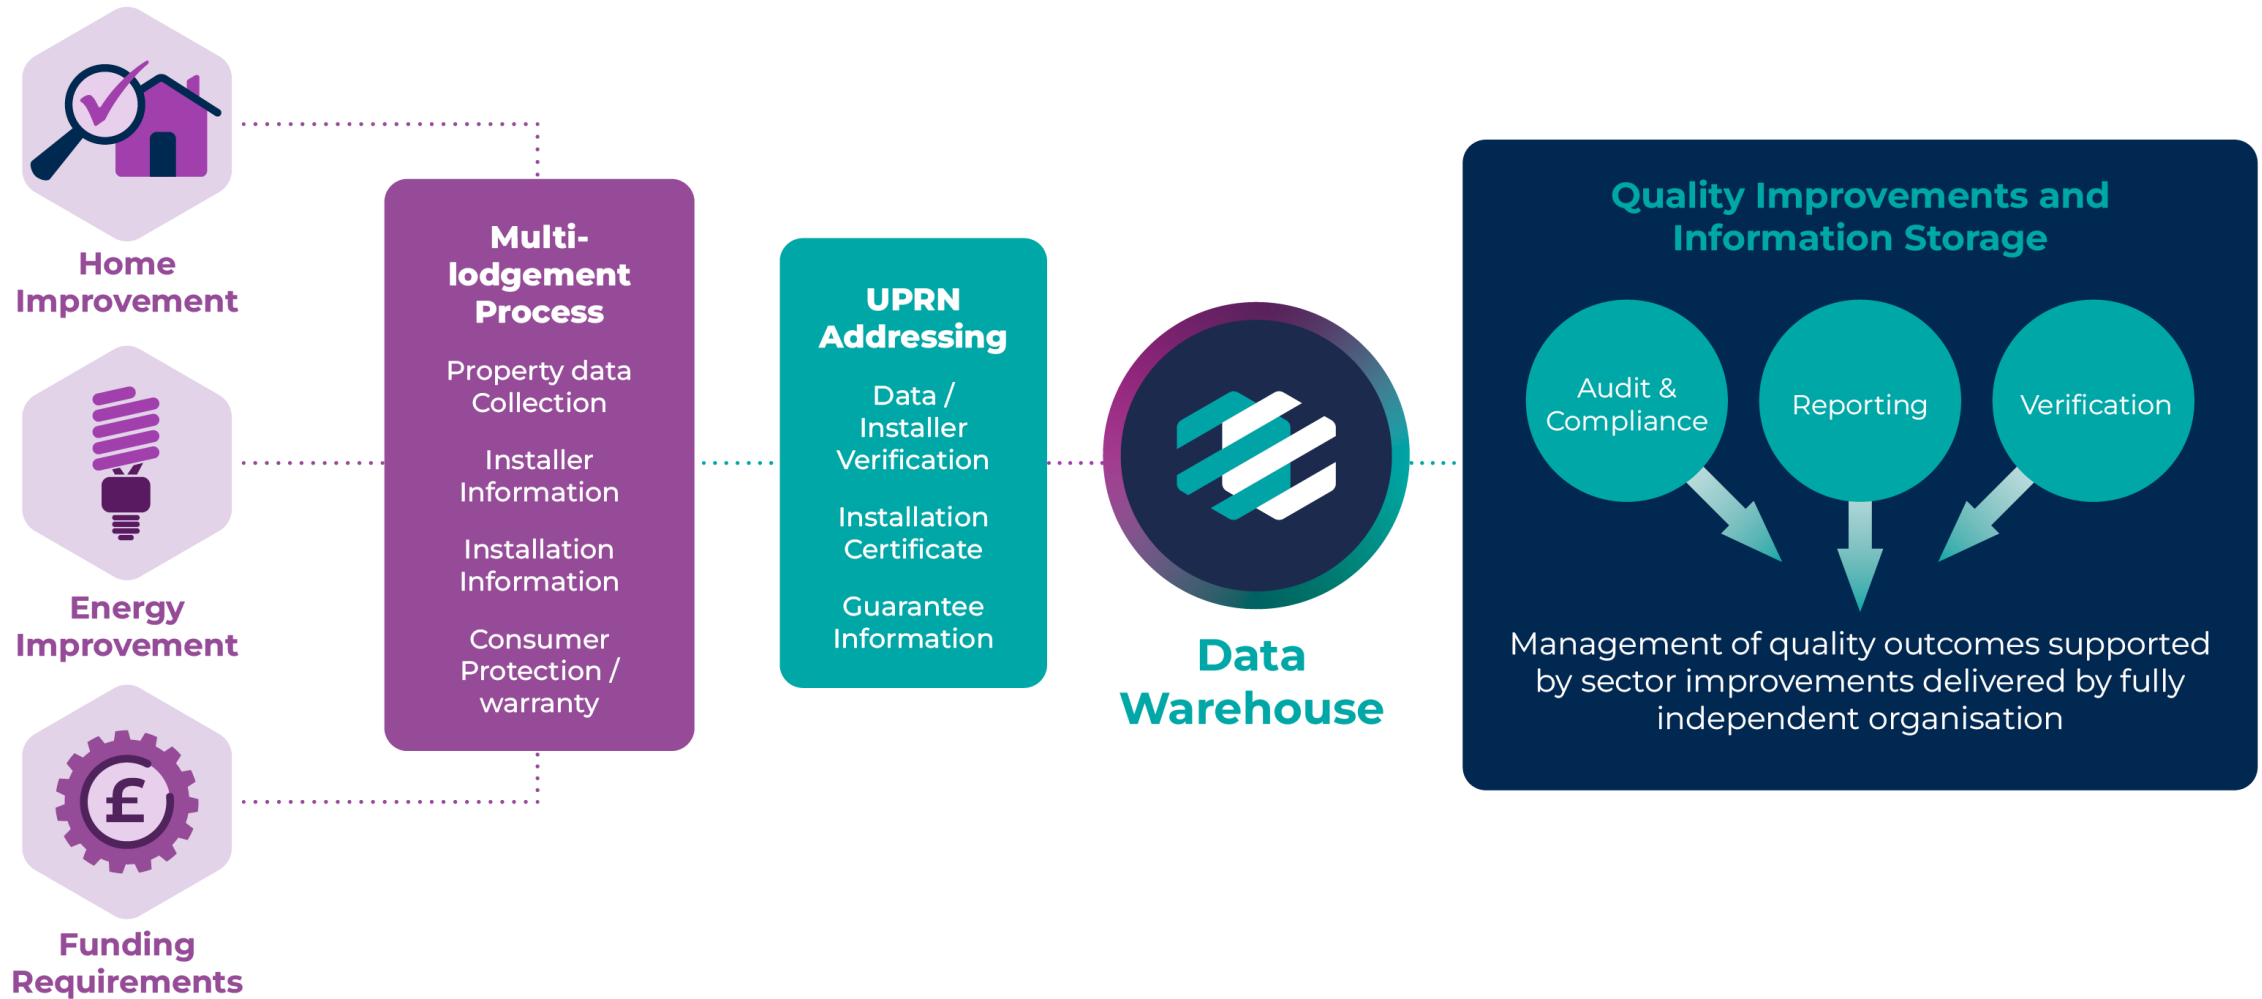 Home
Improvement
Energy
Improvement
£
Funding
Requirements
Multi-
lodgement
Process
Property data
Collection
Installer
Information
Installation
Information
Consumer
Protection /
warranty
UPRN
Addressing
Data /
Installer
Verification
Installation
Certificate
Guarantee
Information
Data
Warehouse
Quality Improvements and
Information Storage
Audit &
Compliance
Reporting
Verification
Management of quality outcomes supported
by sector improvements delivered by fully
independent organisation